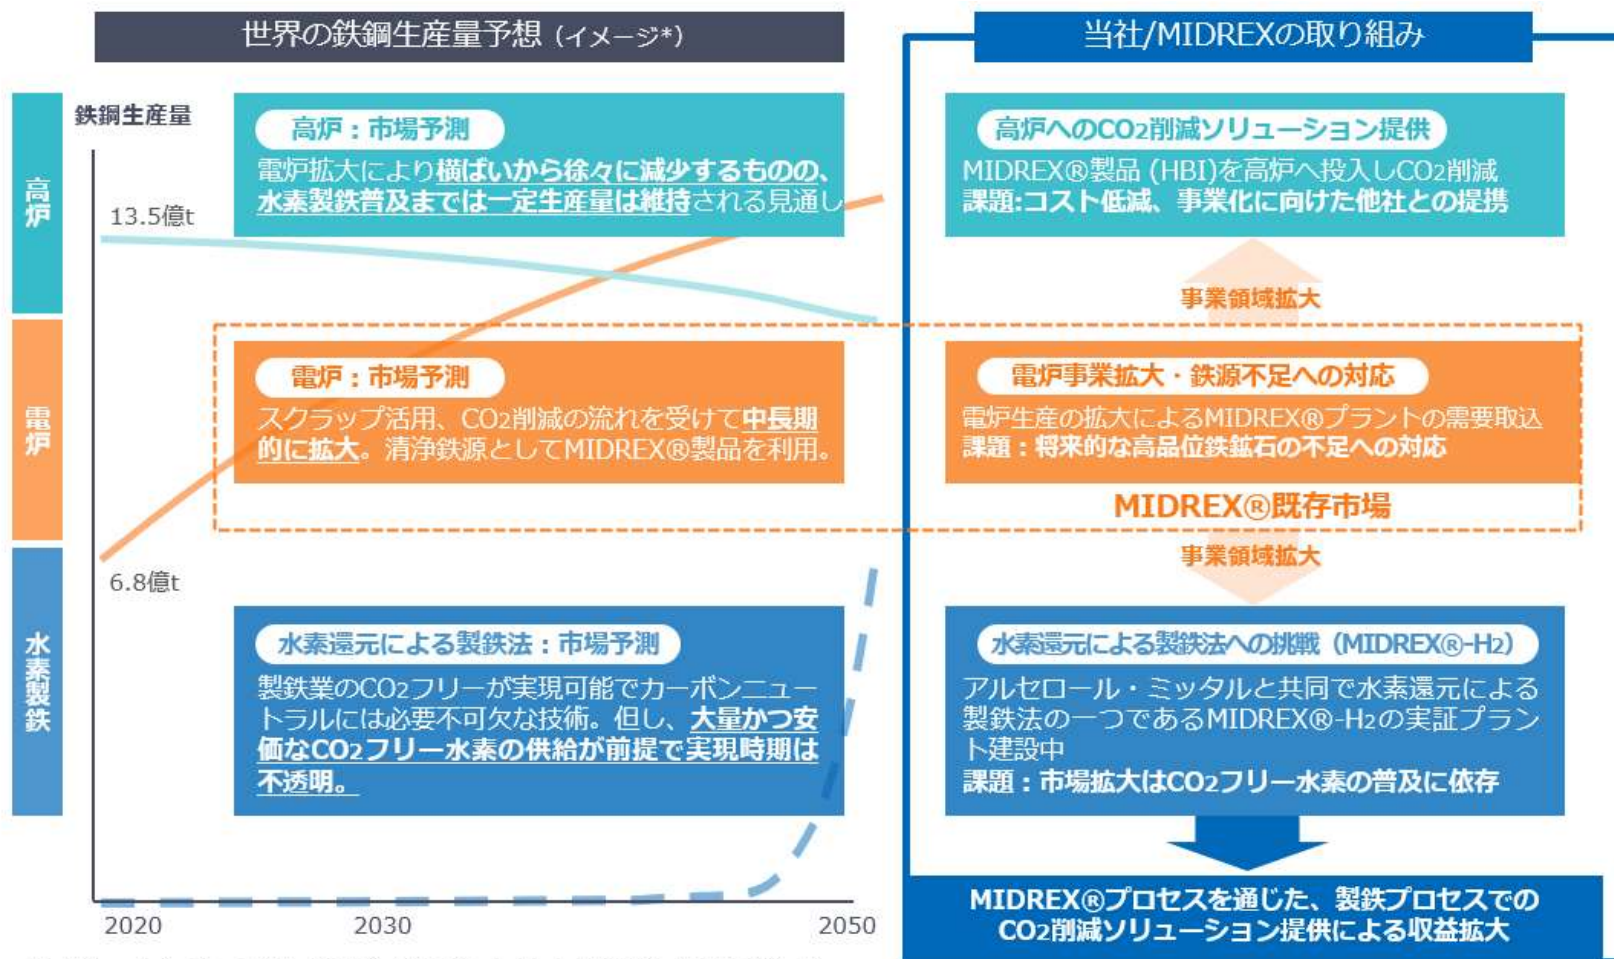 世界の鉄鋼生産量予想（イメージ*）
当社/MIDREXの取り組み
高炉
鉄鋼生産量
13.5億t
高炉：市場予測
電炉拡大により横ばいから徐々に減少するものの、
水素製鉄普及までは一定生産量は維持される見通し
高炉へのCO2削減ソリューション提供
MIDREX®製品 (HBI)を高炉へ投入しCO2削減
課題:コスト低減、事業化に向けた他社との提携
事業領域拡大
電炉
電炉：市場予測
スクラップ活用、CO2削減の流れを受けて中長期
的に拡大。清浄鉄源としてMIDREX®製品を利用。
電炉事業拡大・鉄源不足への対応
電炉生産の拡大によるMIDREX®プラントの需要取込
課題：将来的な高品位鉄鉱石の不足への対応
MIDREX®既存市場
事業領域拡大
6.8億t
水素製鉄
水素還元による製鉄法：市場予測
製鉄業のCO2フリーが実現可能でカーボンニュー
トラルには必要不可欠な技術。但し、大量かつ安
価なCO2フリー水素の供給が前提で実現時期は
不透明。
水素還元による製鉄法への挑戦（MIDREX®-H2）
アルセロール・ミッタルと共同で水素還元による
製鉄法の一つであるMIDREX®-H2の実証プラン
ト建設中
課題：市場拡大はCO2フリー水素の普及に依存
2020
2030
2050
MIDREX®プロセスを通じた、製鉄プロセスでの
CO2削減ソリューション提供による収益拡大